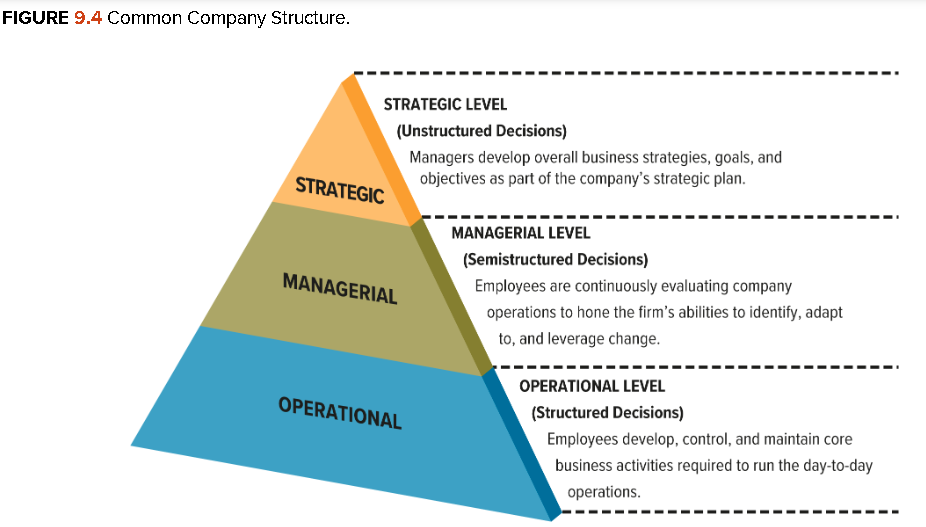 FIGURE 9.4 Common Company Structure.
STRATEGIC LEVEL
(Unstructured Decisions)
Managers develop overall business strategies, goals, and
objectives as part of the company's strategic plan.
STRATEGIC
MANAGERIAL LEVEL
(Semistructured Decisions)
Employees are continuously evaluating company
operations to hone the firm's abilities to identify, adapt
to, and leverage change.
MANAGERIAL
OPERATIONAL LEVEL
(Structured Decisions)
Employees develop, control, and maintain core
business activities required to run the day-to-day
operations.
OPERATIONAL